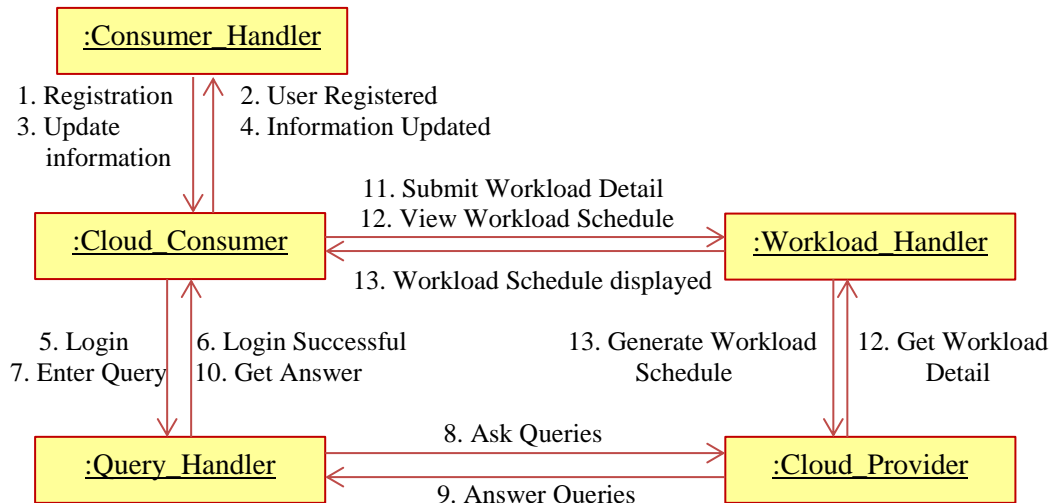 :Consumer_Handler
1. Registration
3. Update
information
2. User Registered
4. Information Updated
11. Submit Workload Detail
12. View Workload Schedule
:Cloud_Consumer
:Workload_Handler
13. Workload Schedule displayed
5. Login
7. Enter Query
6. Login Successful
10. Get Answer
13. Generate Workload
Schedule
12. Get Workload
Detail
8. Ask Queries
:Query_Handler
:Cloud_Provider
9. Answer Queries